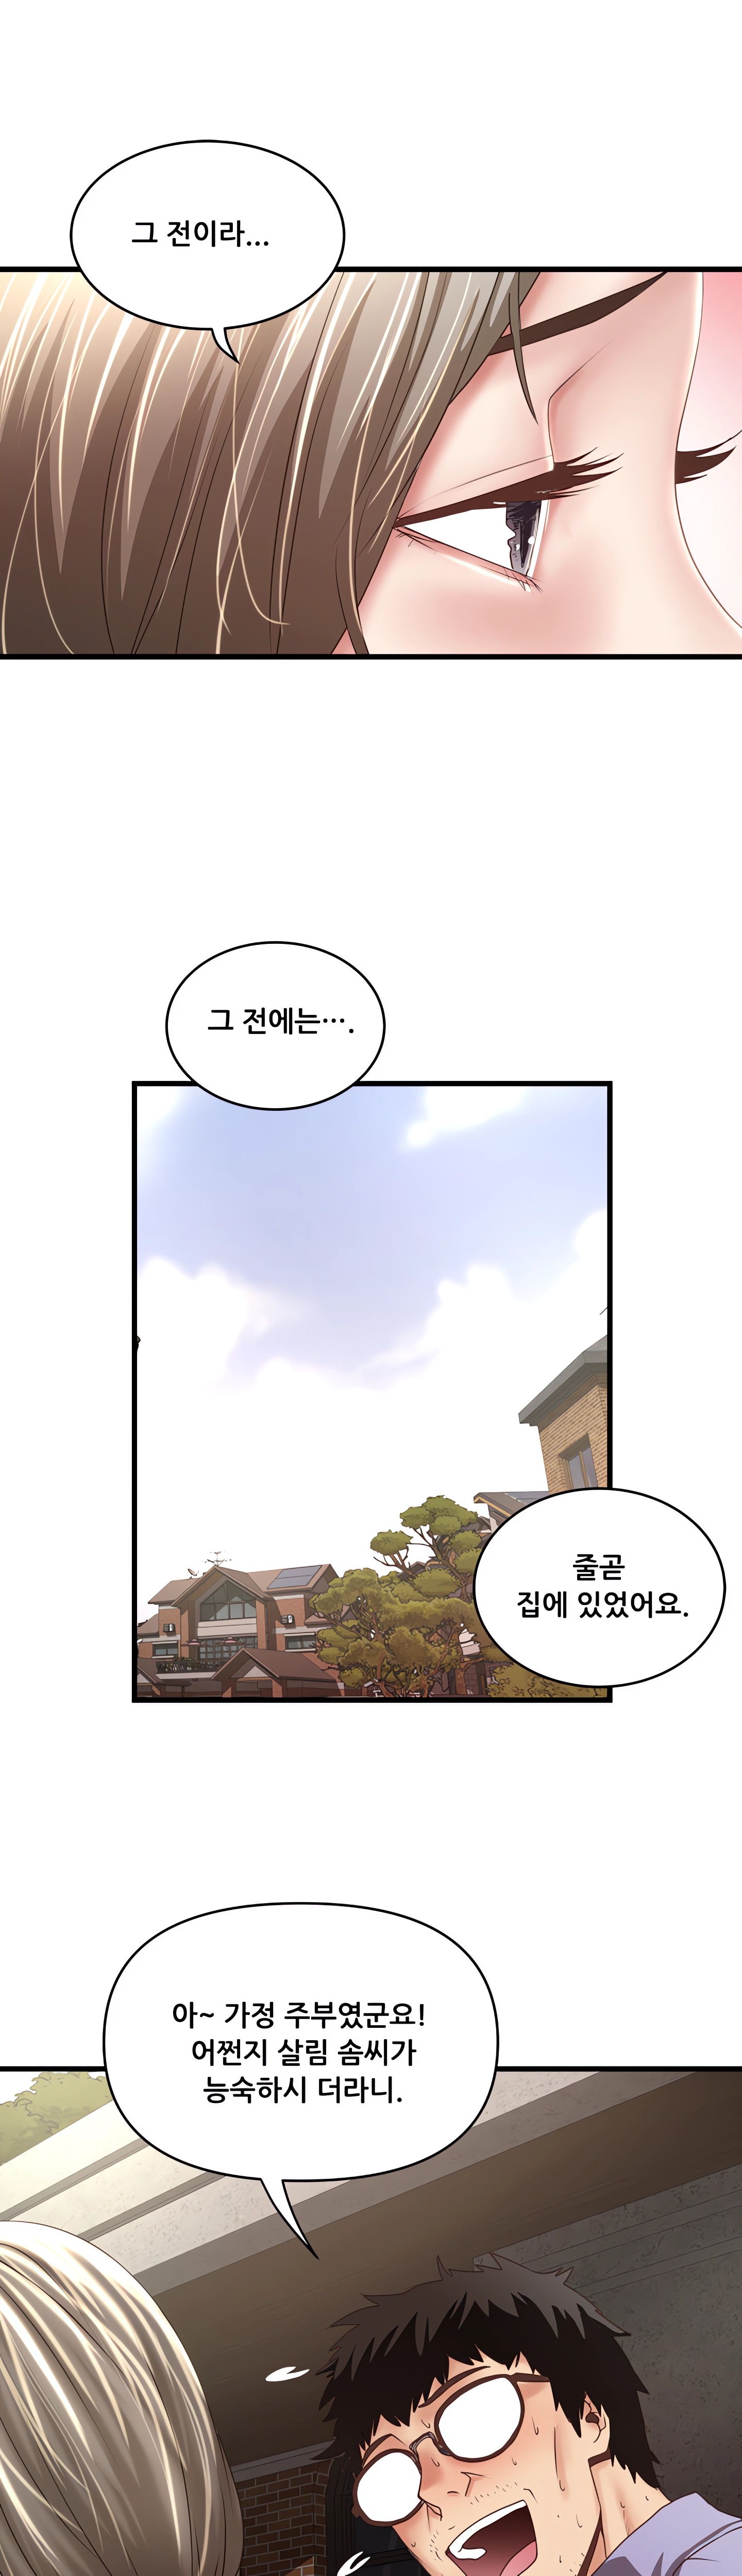 그 전이라...
그 전에는….
줄곧
집에 있었어요.
아~ 가정 주부였군요!
어쩐지 살림 솜씨가
능숙하시 더라니.